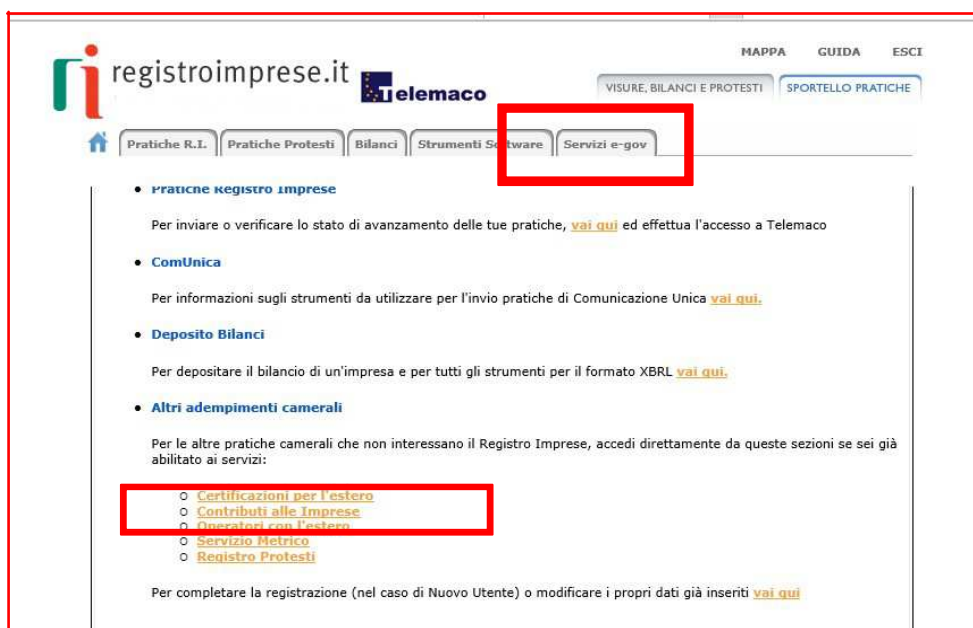 MAPPA GUIDA ESCI
registroimprese.it
Telemaco
VISURE, BILANCI E PROTESTI SPORTELLO PRATICHE
Pratiche R.I. Pratiche Protesti Bilanci Strumenti Software Servizi e-gov
Pratiche Registro Imprese
Per inviare o verificare lo stato di avanzamento delle tue pratiche, vai qui ed effettua l'accesso a Telemaco
ComUnica
Per informazioni sugli strumenti da utilizzare per l'invio pratiche di Comunicazione Unica vai qui.
Deposito Bilanci
Per depositare il bilancio di un'impresa e per tutti gli strumenti per il formato XBRL vai qui.
Altri adempimenti camerali
Per le altre pratiche camerali che non interessano il Registro Imprese, accedi direttamente da queste sezioni se sei già
abilitato ai servizi:
Certificazioni per l'estero
Contributi alle Imprese
Operatori con l'estero
Servizio Metrico
Registro Protesti
Per completare la registrazione (nel caso di Nuovo Utente) o modificare i propri dati già inseriti vai qui